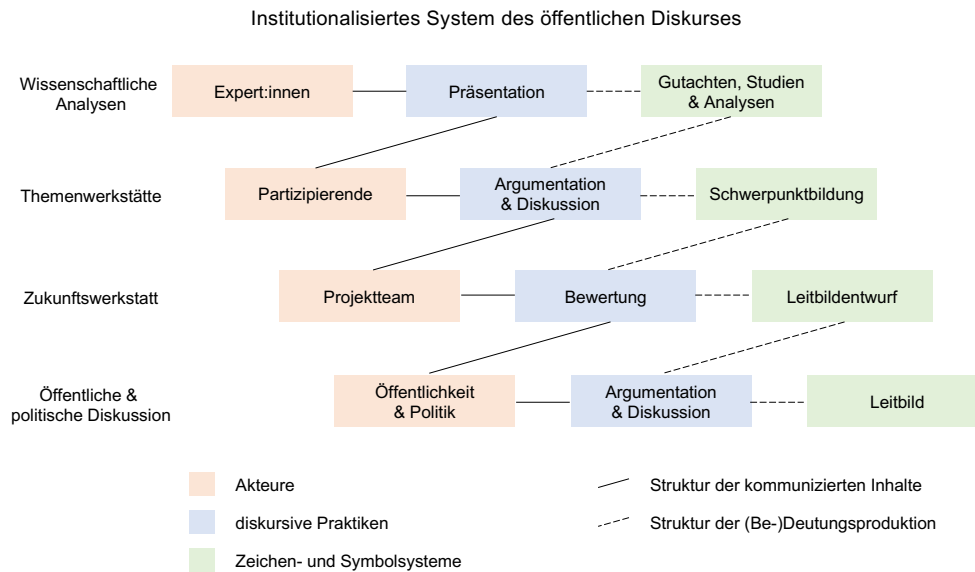 Institutionalisiertes System des öffentlichen Diskurses
Wissenschaftliche
Analysen
Expert:innen
Präsentation
Gutachten, Studien
& Analysen
Themenwerkstätte
Partizipierende
Argumentation
& Diskussion
Schwerpunktbildung
Zukunftswerkstatt
Projektteam
Bewertung
Leitbildentwurf
Öffentliche &
politische Diskussion
Öffentlichkeit
& Politik
Argumentation
& Diskussion
Leitbild
Akteure
diskursive Praktiken
Zeichen- und Symbolsysteme
Struktur der kommunizierten Inhalte
Struktur der (Be-)Deutungsproduktion